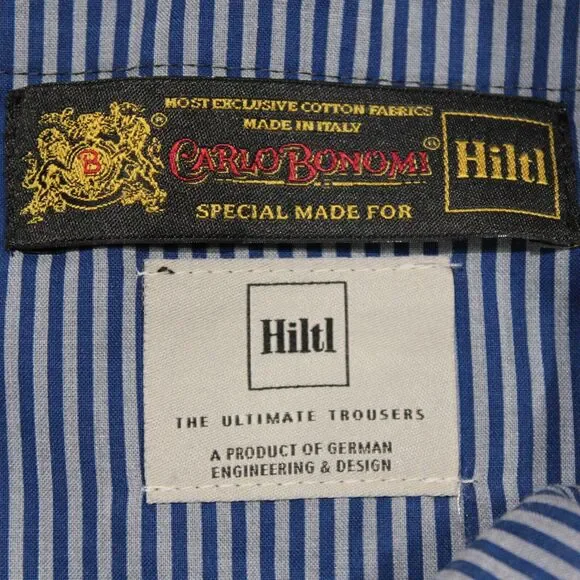 MOST EXCLUSIVE COTTON FABRICS
MADE IN ITALY
B
®
CARLO BONOMI®
Hiltl
SPECIAL MADE FOR
Hiltl
THE ULTIMATE TROUSERS
A PRODUCT OF GERMAN
ENGINEERING & DESIGN